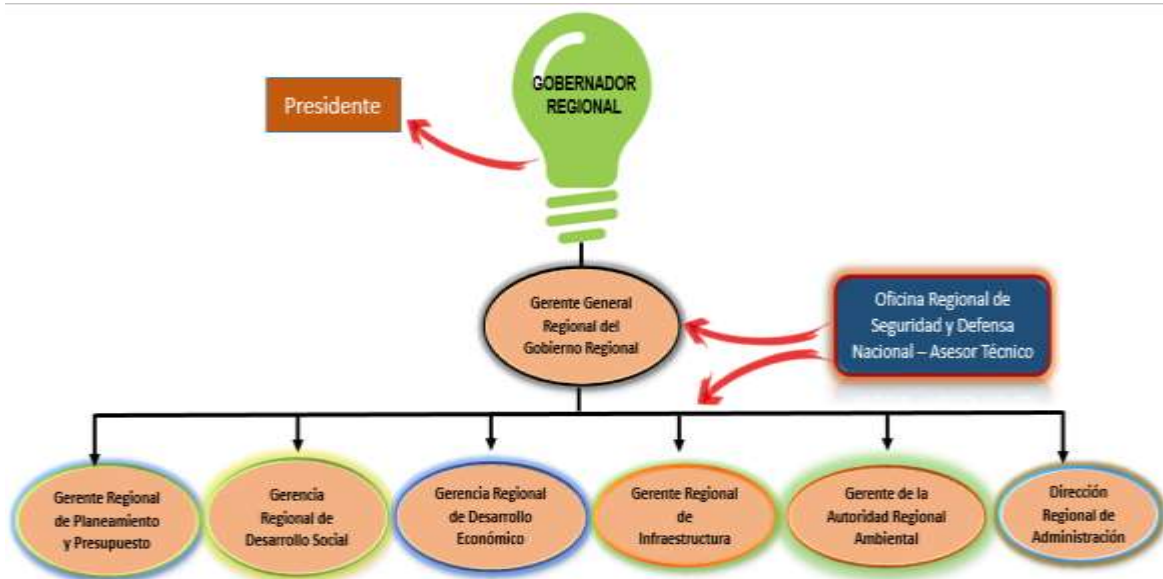 GOBERNADOR
REGIONAL
Presidente
Gerente General
Regional del
Gobierno Regional
Oficina Regional de
Seguridad y Defensa
Nacional – Asesor Técnico
Gerente Regional
de Planeamiento
y Presupuesto
Gerencia
Regional de
Desarrollo Social
Gerencia Regional
de Desarrollo
Económico
Gerente Regional
de
Infraestructura
Gerente de la
Autoridad Regional
Ambiental
Dirección
Regional de
Administración